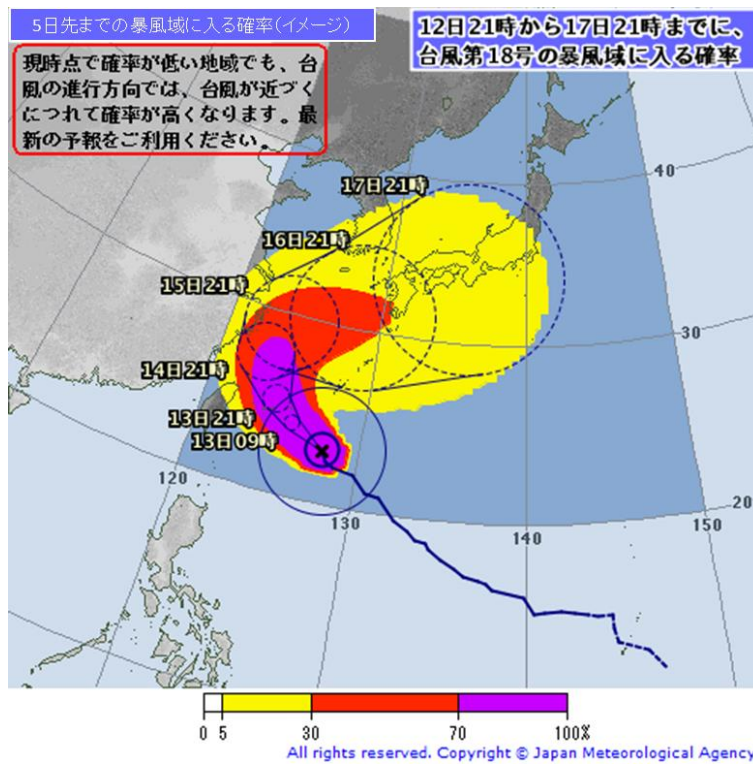 5日先までの暴風域に入る確率(イメージ)
12日21時から17日21時までに、
台風第18号の暴風域に入る確率
現時点で確率が低い地域でも、台
風の進行方向では、台風が近づく
につれて確率が高くなります。最
新の予報をご利用ください。
17日21時
40
16日21時
15日21時
30
14日21時
13日21時
13日09時
120
20
130
140
150
0 5 30 70 100%
All rights reserved. Copyright © Japan Meteorological Agency